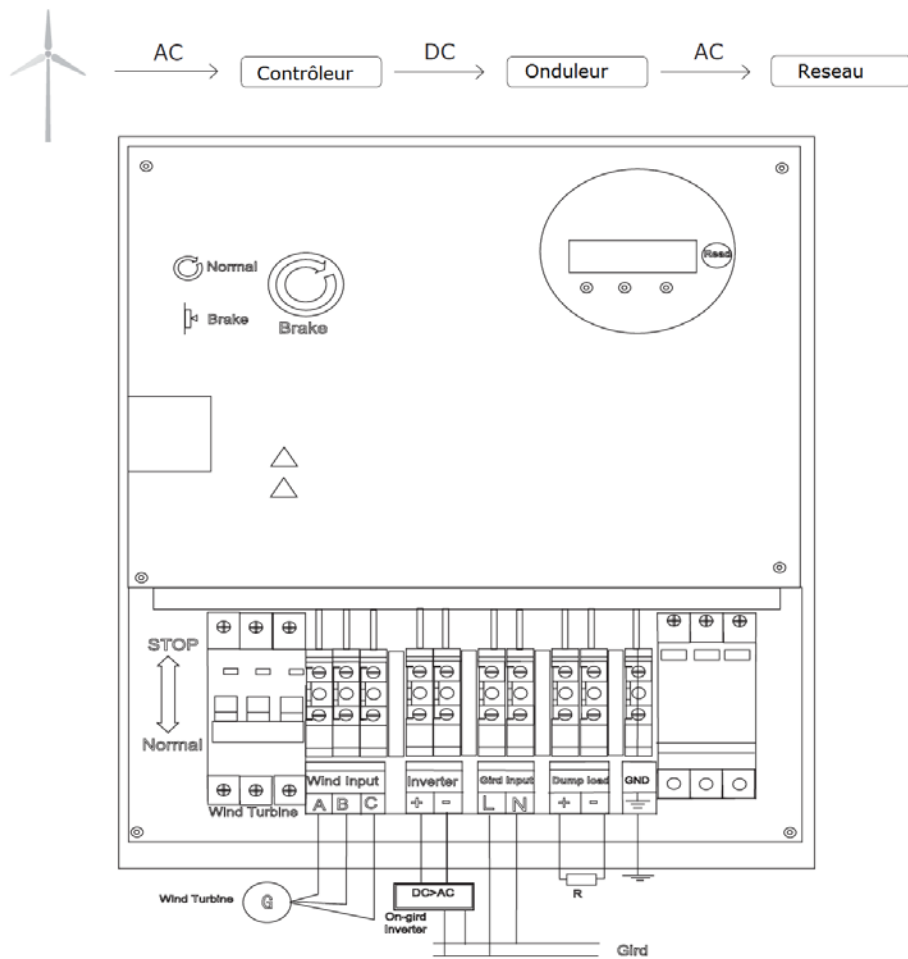 AC
DC
AC
Contrôleur
Onduleur
Reseau
Normal
Brake
Brake
Read
STOP
Normal
Wind Turbine
Wind Input
Inverter
Gird Input
Dump load
GND
A B C
+ -
L N
+ -
Wind Turbine
G
DC>AC
On-gird
Inverter
R
Gird